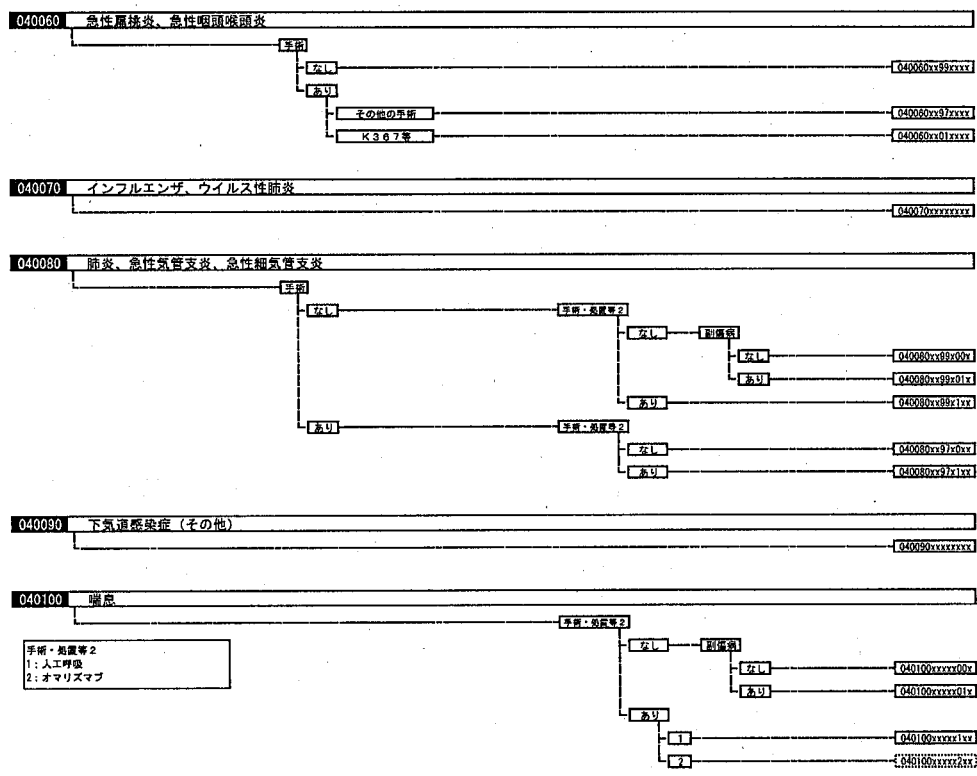 040060 急性扁桃炎、急性咽頭喉頭炎
手術
なし 040060xx99xxxx
あり
その他の手術 040060xx97xxxx
K367等 040060xx01xxxx
040070 インフルエンザ、ウイルス性肺炎
040070xxxxxxxx
040080 肺炎、急性気管支炎、急性細気管支炎
手術
なし 手術・処置等2
なし 副傷病
なし 040080xx99x00x
あり 040080xx99x01x
あり 040080xx99x1xx
あり 手術・処置等2
なし 040080xx97x0xx
あり 040080xx97x1xx
040090 下気道感染症(その他)
040090xxxxxxxx
040100 喘息
手術・処置等2
手術・処置等2
1:人工呼吸
2:オマリズマブ
なし 副傷病
なし 040100xxxxx00x
あり 040100xxxxx01x
あり
1 040100xxxxx1xx
2 040100xxxxx2xx